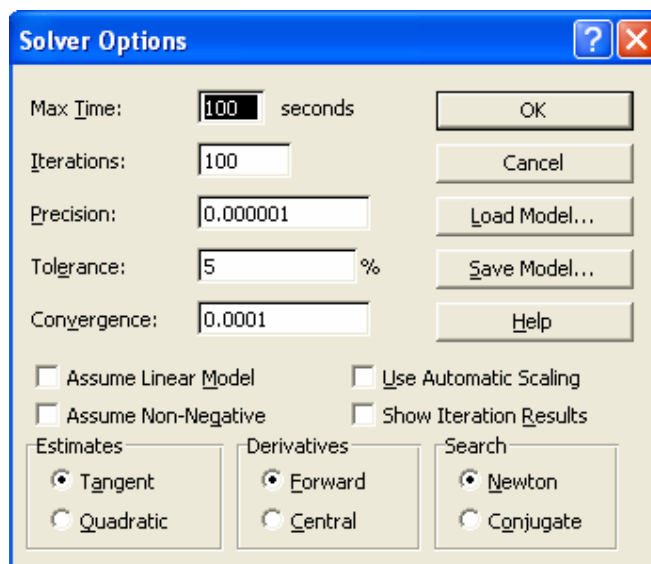 Solver Options ?
Max Time: 100 seconds OK
Iterations: 100 Cancel
Precision: 0.000001 Load Model...
Tolerance: 5 % Save Model...
Convergence: 0.0001 Help
Assume Linear Model Use Automatic Scaling
Assume Non-Negative Show Iteration Results
Estimates Derivatives Search
Tangent Forward Newton
Quadratic Central Conjugate